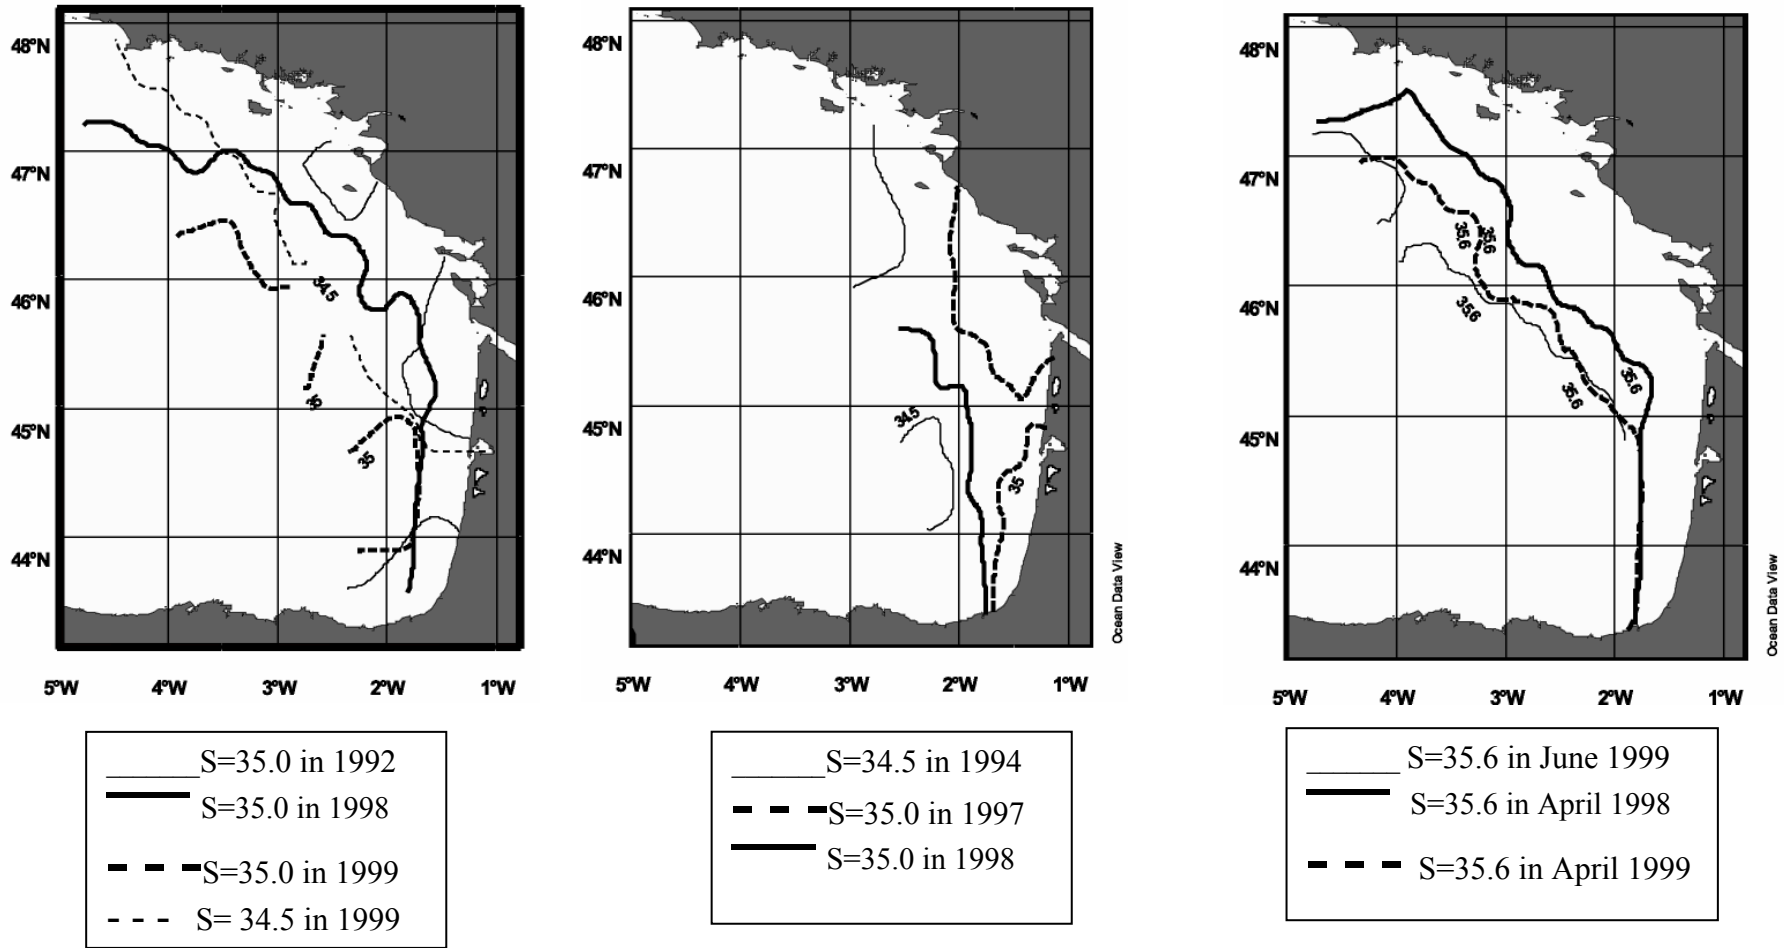 48°N
47°N
46°N
45°N
44°N
5°W 4°W 3°W 2°W 1°W
34.5
35
35
_______S=35.0 in 1992
S=35.0 in 1998
S=35.0 in 1999
S= 34.5 in 1999
48°N
47°N
46°N
45°N
44°N
5°W 4°W 3°W 2°W 1°W
34.5
35
Ocean Data View
_______S=34.5 in 1994
S=35.0 in 1997
S=35.0 in 1998
48°N
47°N
46°N
45°N
44°N
5°W 4°W 3°W 2°W 1°W
35.6
35.6
35.6
35.6
35.6
Ocean Data View
_______ S=35.6 in June 1999
S=35.6 in April 1998
S=35.6 in April 1999